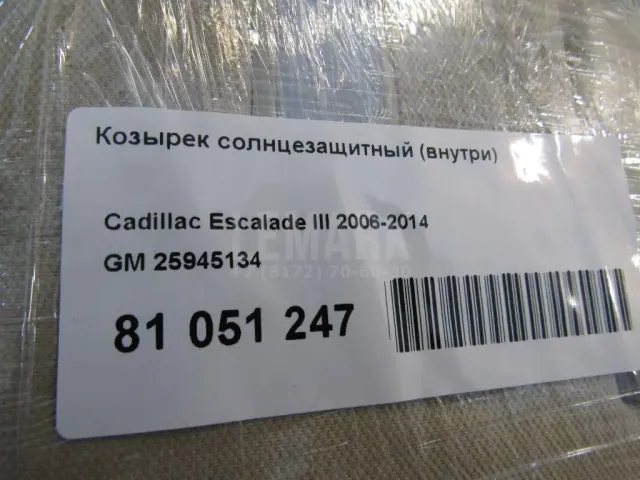 Козырек солнцезащитный (внутри)
Cadillac Escalade III 2006-2014
GM 25945134
81 051 247